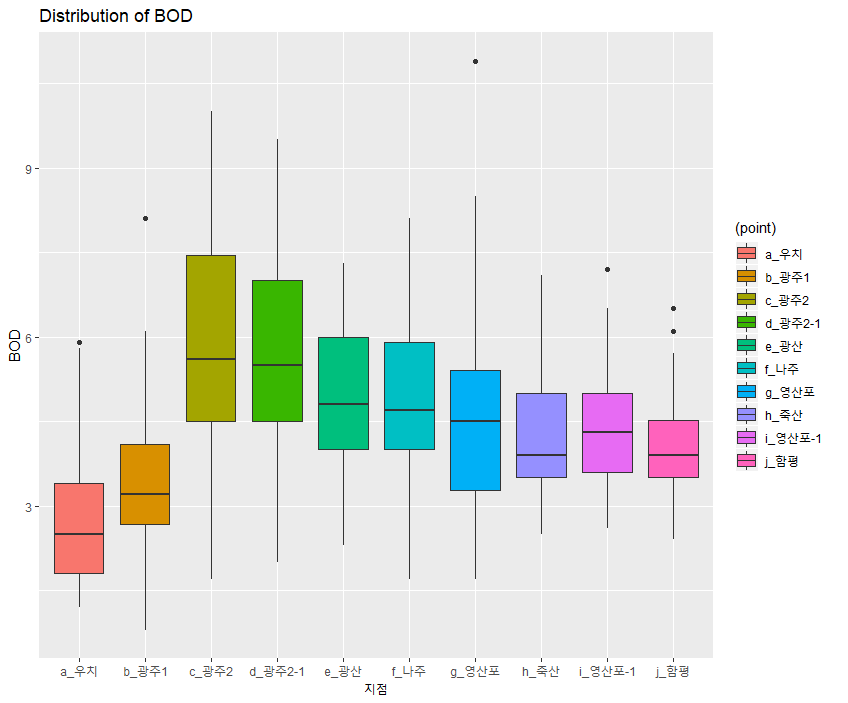 Distribution of BOD
BOD
9
6
3
a_우치
b_광주1
c_광주2
d_광주2-1
e_광산
f_나주
g_영산포
h_죽산
i_영산포-1
j_함평
지점
(point)
a_우치
b_광주1
c_광주2
d_광주2-1
e_광산
f_나주
g_영산포
h_죽산
i_영산포-1
j_함평